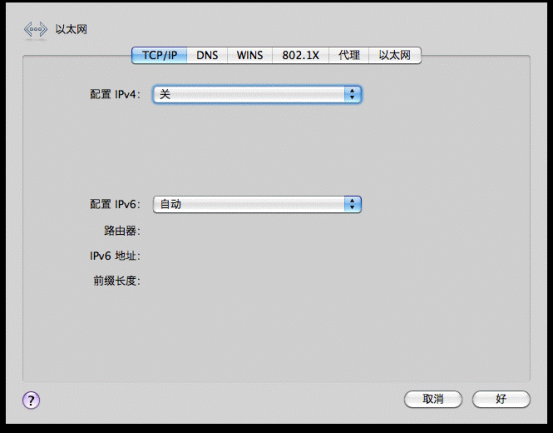 以太网
TCP/IP DNS WINS 802.1X 代理 以太网
配置 IPv4: 关
配置 IPv6: 自动
路由器:
IPv6 地址:
前缀长度:
? 取消 好